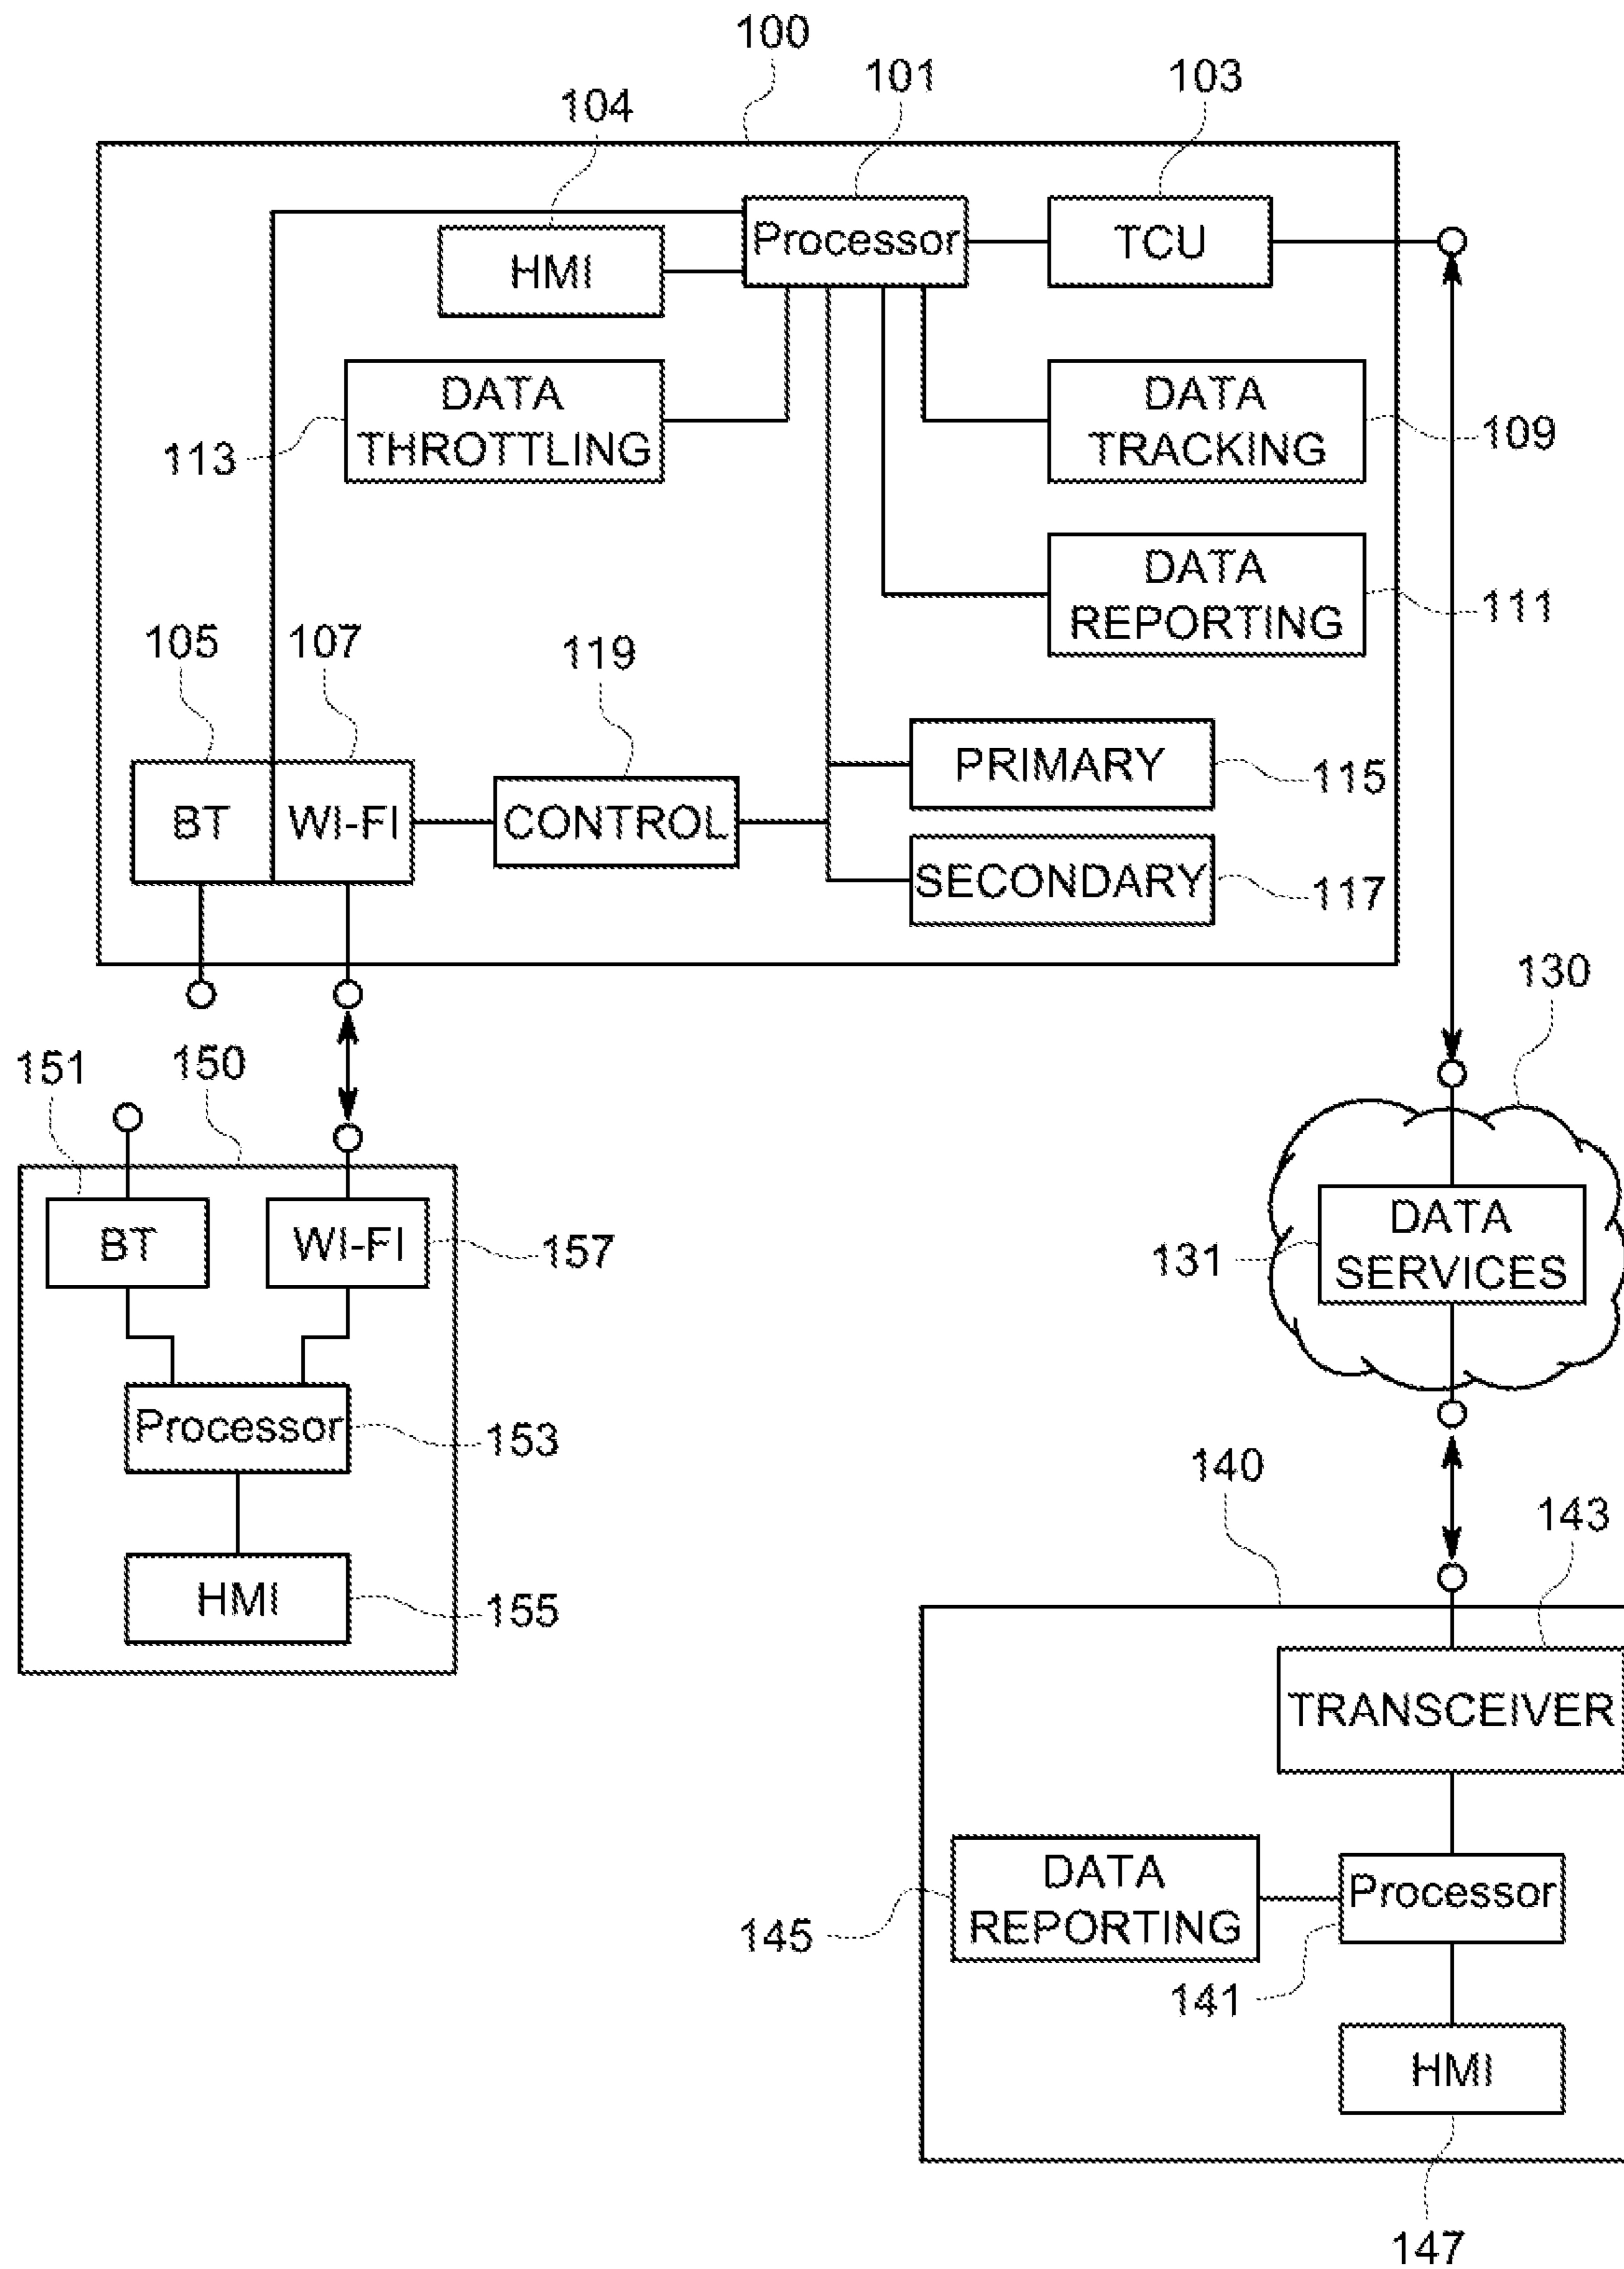 100
101
103
104
Processor
TCU
HMI
DATA
THROTTLING
113
DATA
TRACKING
109
DATA
REPORTING
111
105
107
119
BT
WI-FI
CONTROL
PRIMARY
115
SECONDARY
117
130
151
150
BT
WI-FI
157
131
DATA
SERVICES
Processor
153
HMI
155
140
143
TRANSCEIVER
DATA
REPORTING
145
Processor
141
HMI
147